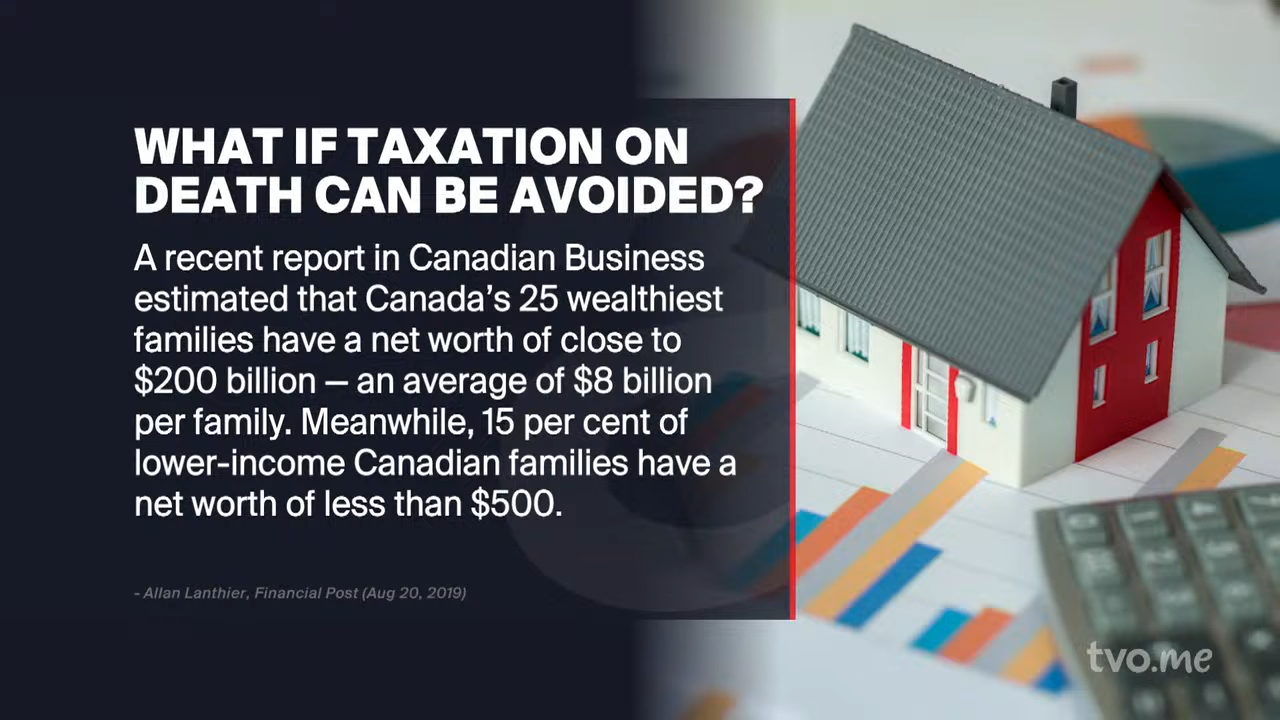 WHAT IF TAXATION ON
DEATH CAN BE AVOIDED?
A recent report in Canadian Business
estimated that Canada's 25 wealthiest
families have a net worth of close to
$200 billion — an average of $8 billion
per family. Meanwhile, 15 per cent of
lower-income Canadian families have a
net worth of less than $500.
- Allan Lanthier, Financial Post (Aug 20, 2019)
tvo.me